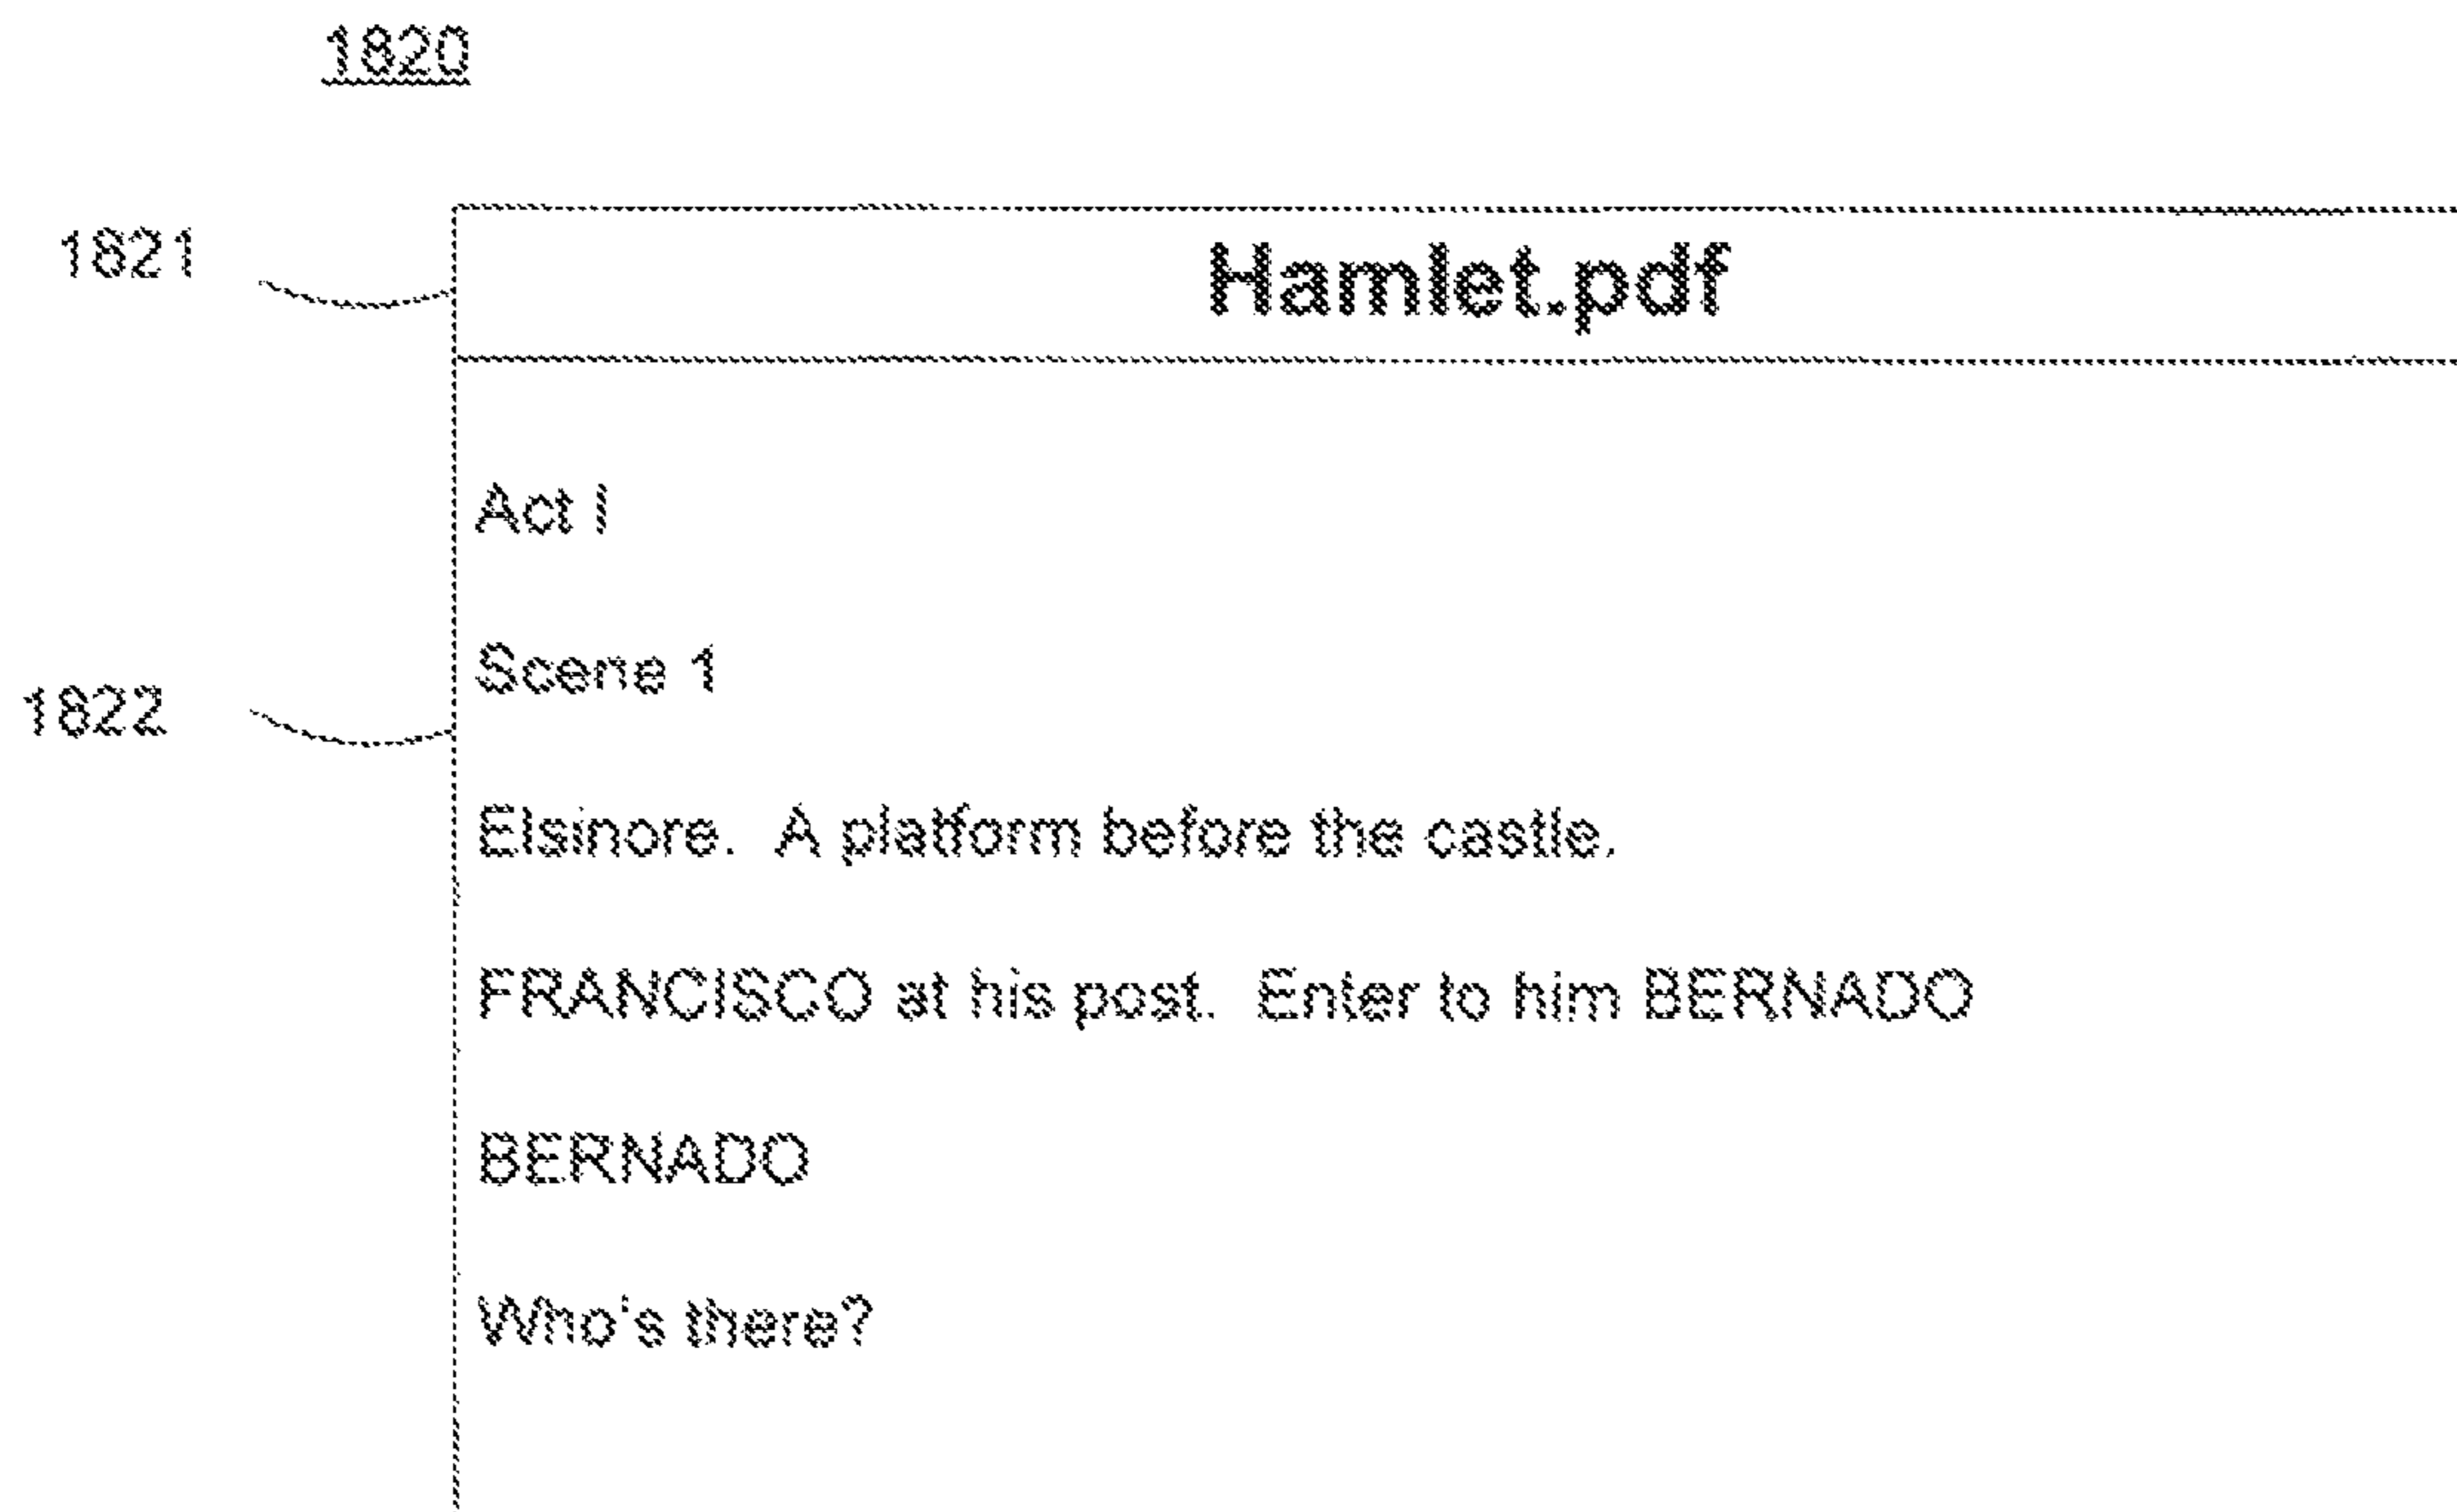 1820
1821
Hamlet.pdf
Act I
Scene 1
1822
Elsinore.  A platform before the castle.
FRANCISCO at his post.  Enter to him BERNADO
BERNADO
Who's there?